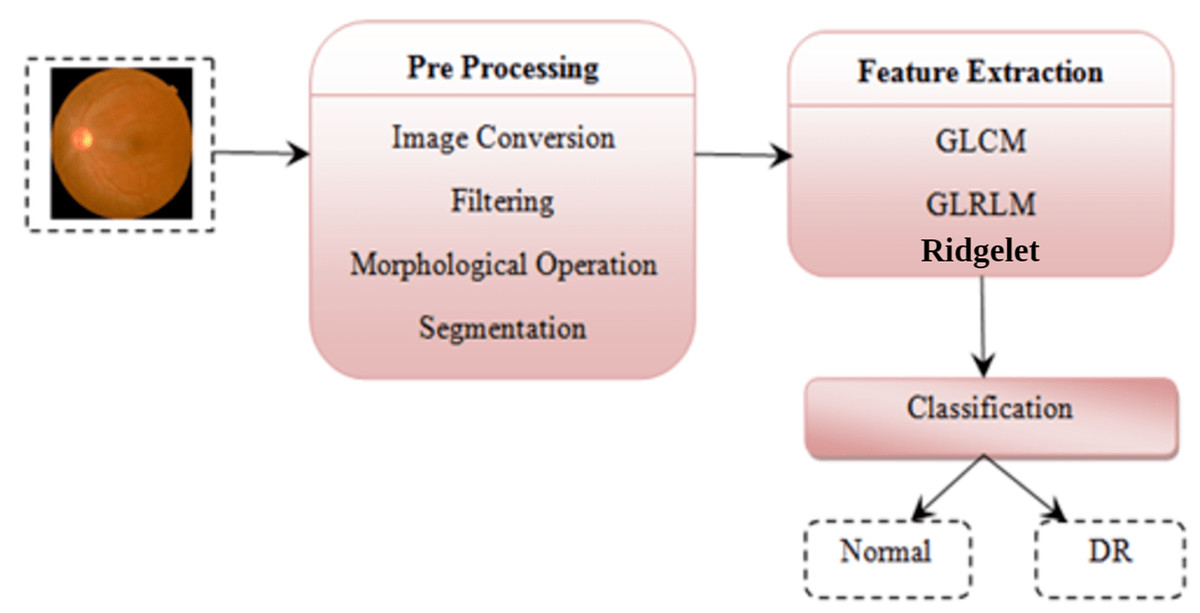 Pre Processing
Image Conversion
Filtering
Morphological Operation
Segmentation
Feature Extraction
GLCM
GLRLM
Ridgelet
Classification
Normal
DR